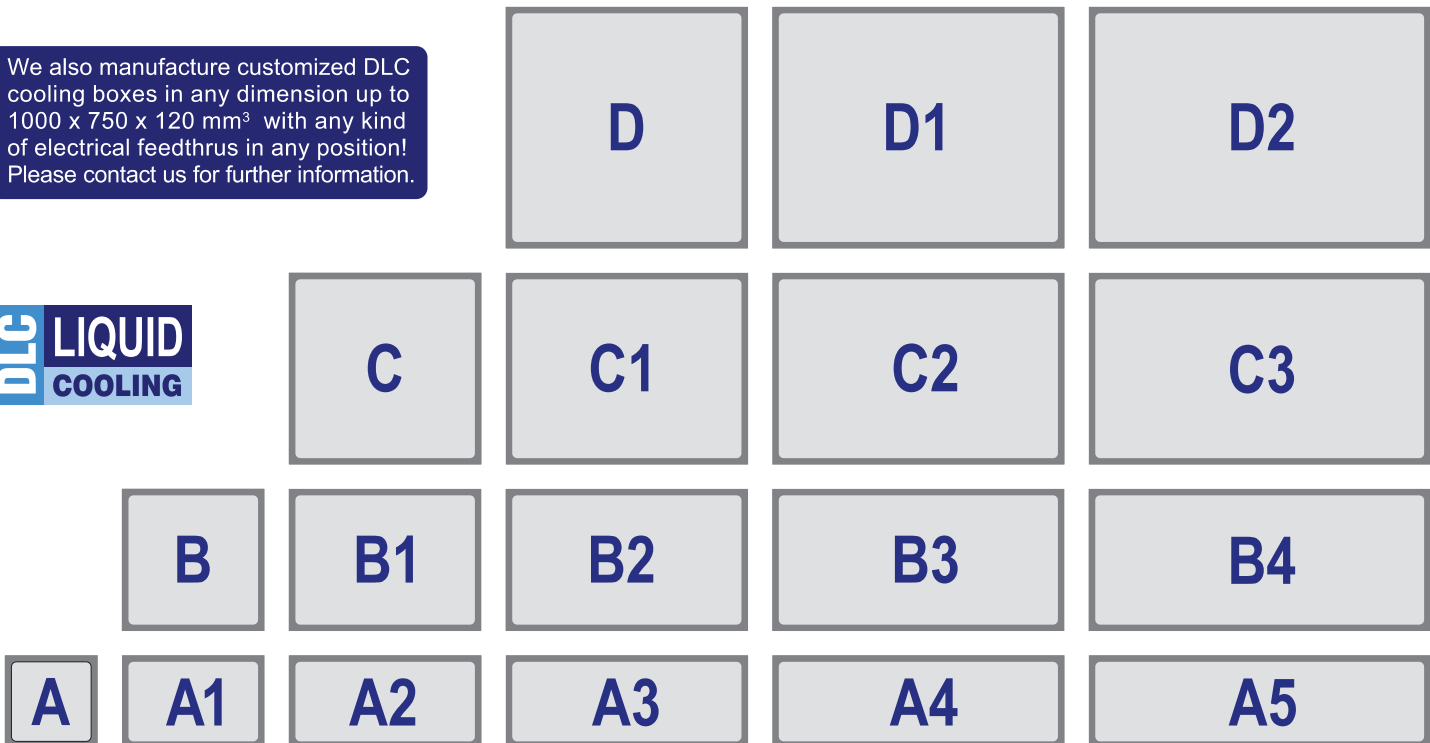 We also manufacture customized DLC
cooling boxes in any dimension up to
1000 x 750 x 120 mm³ with any kind
of electrical feedthrus in any position!
Please contact us for further information.
D D1 D2
DLC LIQUID
COOLING
C C1 C2 C3
B B1 B2 B3 B4
A A1 A2 A3 A4 A5